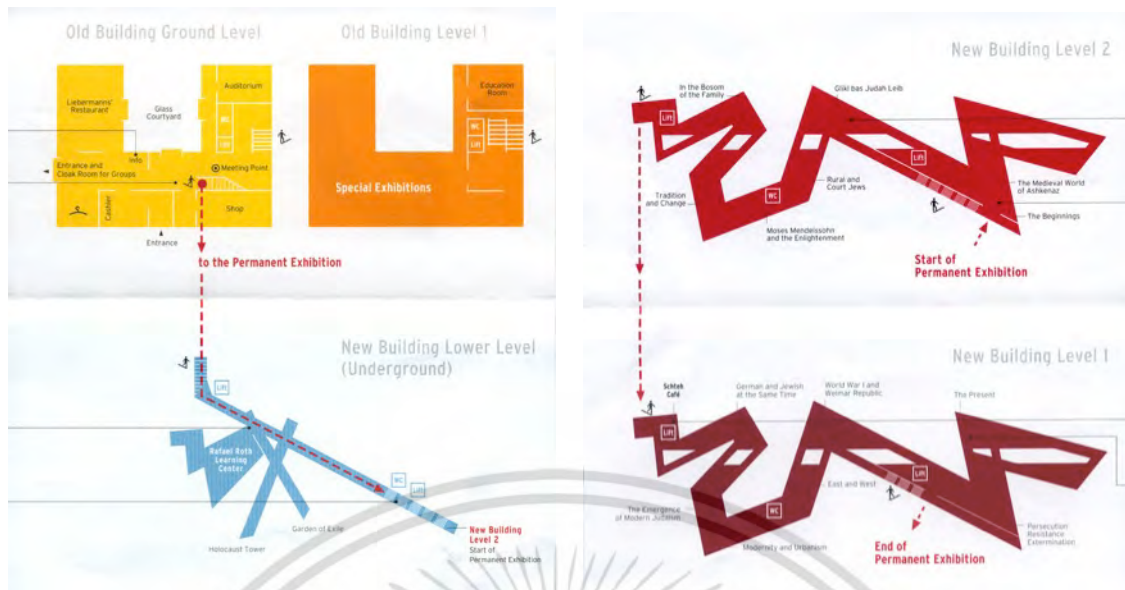 Old Building Ground Level
Old Building Level 1
Liebermanns'
Restaurant
Glass
Courtyard
Auditorium
WC
Lift
Info
Meeting Point
Entrance and
Cloak Room for Groups
Cashier
Shop
Entrance
to the Permanent Exhibition
Education
Room
WC
Lift
Special Exhibitions
New Building Lower Level
(Underground)
Lift
Rafael Roth
Learning
Center
WC
Lift
Garden of Exile
Holocaust Tower
New Building
Level 2
Start of
Permanent Exhibition
New Building Level 2
In the Bosom
of the Family
Glikl bas Judah Leib
Lift
Lift
Tradition
and Change
WC
Rural and
Court Jews
Moses Mendelssohn
and the Enlightenment
The Medieval World
of Ashkenaz
The Beginnings
Start of
Permanent Exhibition
New Building Level 1
Schtek
Café
German and Jewish
at the Same Time
World War I and
Weimar Republic
The Present
Lift
Lift
East and West
WC
The Emergence
of Modern Judaism
Modernity and Urbanism
Persecution
Resistance
Extermination
End of
Permanent Exhibition